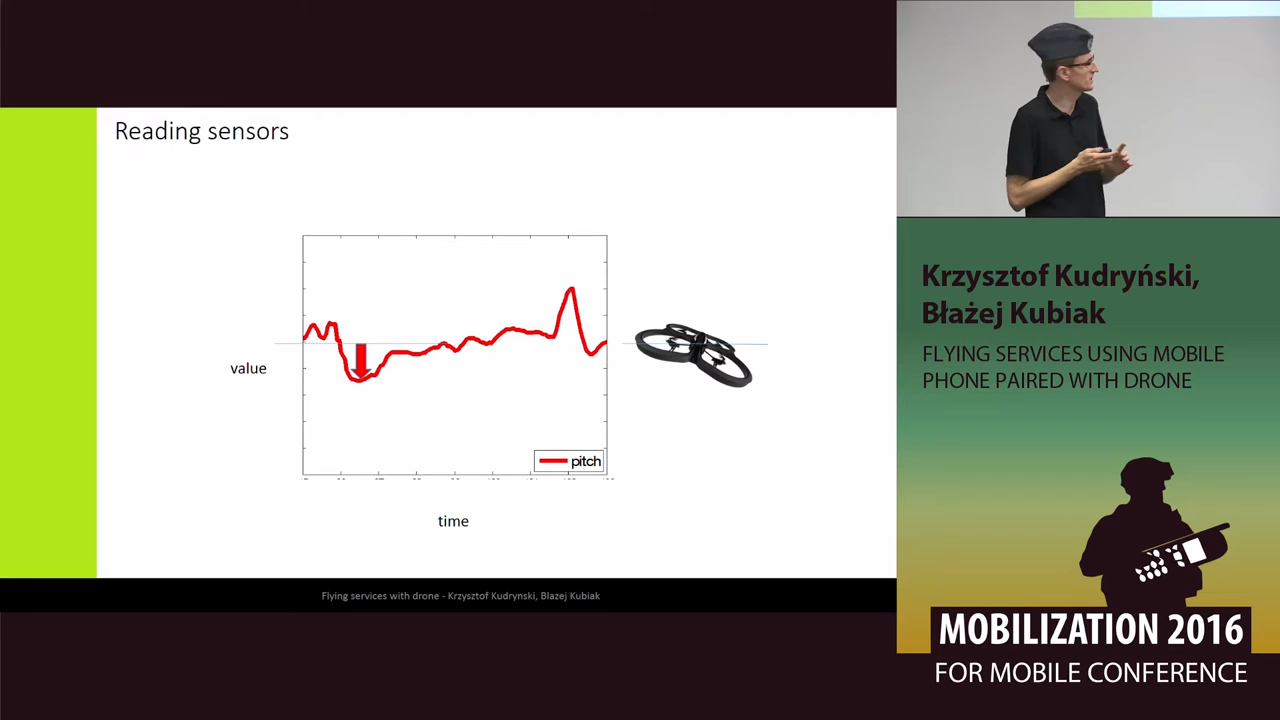 Reading sensors
value
pitch
time
Flying services with drone - Krzysztof Kudrynski, Blazej Kubiak
Krzysztof Kudryński,
Błażej Kubiak
FLYING SERVICES USING MOBILE
PHONE PAIRED WITH DRONE
MOBILIZATION 2016
FOR MOBILE CONFERENCE